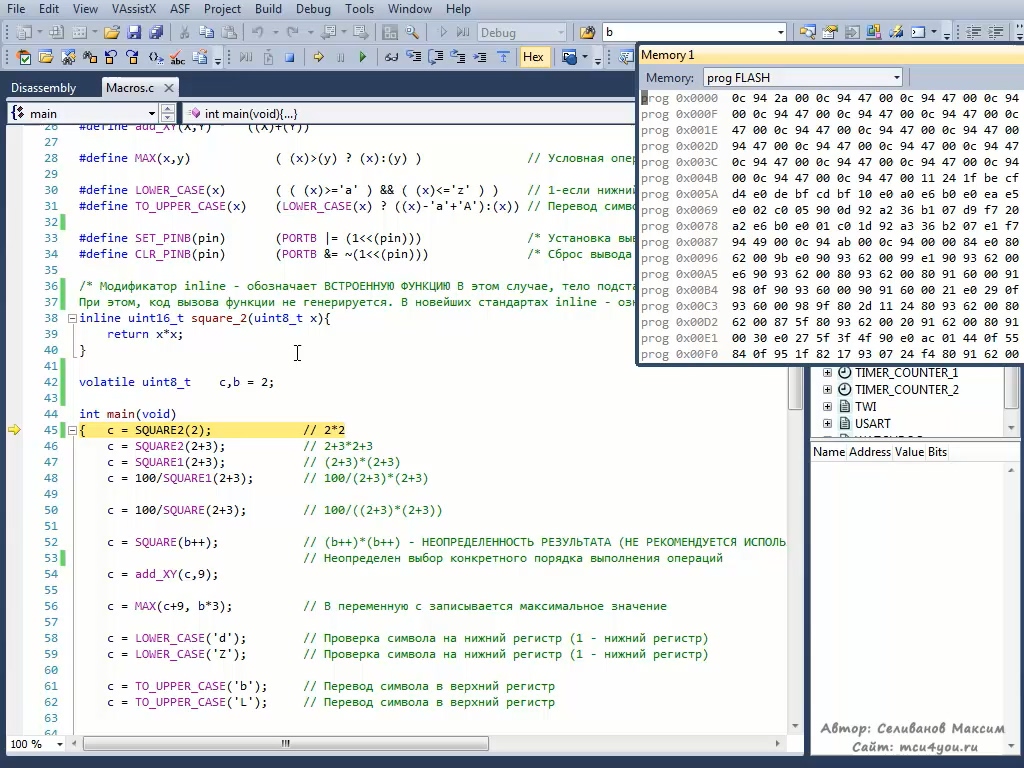 File Edit View VAssistX ASF Project Build Debug Tools Window Help
Debug
b
Hex
Disassembly Macros.c
main
int main(void){...}
26 #define add_XY(x,Y) ((x)+(Y))
27
28 #define MAX(x,y) ( (x)>(y) ? (x):(y) ) // Условная опер
29
30 #define LOWER_CASE(x) ( ( (x)>='a' ) && ( (x)<='z' ) ) // 1-если нижний
31 #define TO_UPPER_CASE(x) (LOWER_CASE(x) ? ((x)-'a'+'A'):(x)) // Перевод симво
32
33 #define SET_PINB(pin) (PORTB |= (1<<(pin))) /* Установка выв
34 #define CLR_PINB(pin) (PORTB &= ~(1<<(pin))) /* Сброс вывода
35
36 /* Модификатор inline - обозначает ВСТРОЕННУЮ ФУНКЦИЮ В этом случае, тело подста
37 При этом, код вызова функции не генерируется. В новейших стандартах inline - озн
38 inline uint16_t square_2(uint8_t x){
39 return x*x;
40 }
41
42 volatile uint8_t c,b = 2;
43
44 int main(void)
45 { c = SQUARE2(2); // 2*2
46 c = SQUARE2(2+3); // 2+3*2+3
47 c = SQUARE1(2+3); // (2+3)*(2+3)
48 c = 100/SQUARE1(2+3); // 100/(2+3)*(2+3)
49
50 c = 100/SQUARE(2+3); // 100/((2+3)*(2+3))
51
52 c = SQUARE(b++); // (b++)*(b++) - НЕОПРЕДЕЛЕННОСТЬ РЕЗУЛЬТАТА (НЕ РЕКОМЕНДУЕТСЯ ИСПОЛЬ
53 // Неопределен выбор конкретного порядка выполнения операций
54 c = add_XY(c,9);
55
56 c = MAX(c+9, b*3); // В переменную с записывается максимальное значение
57
58 c = LOWER_CASE('d'); // Проверка символа на нижний регистр (1 - нижний регистр)
59 c = LOWER_CASE('Z'); // Проверка символа на нижний регистр (1 - нижний регистр)
60
61 c = TO_UPPER_CASE('b'); // Перевод символа в верхний регистр
62 c = TO_UPPER_CASE('L'); // Перевод символа в верхний регистр
63
100 %
Memory 1
Memory: prog FLASH
prog 0x0000 0c 94 2a 00 0c 94 47 00 0c 94 47 00 0c 94
prog 0x000F 00 0c 94 47 00 0c 94 47 00 0c 94 47 00 0c
prog 0x001E 47 00 0c 94 47 00 0c 94 47 00 0c 94 47 00
prog 0x002D 94 47 00 0c 94 47 00 0c 94 47 00 0c 94 47
prog 0x003C 0c 94 47 00 0c 94 47 00 0c 94 47 00 0c 94
prog 0x004B 00 0c 94 47 00 0c 94 47 00 11 24 1f be cf
prog 0x005A d4 e0 de bf cd bf 10 e0 a0 e6 b0 e0 ea e5
prog 0x0069 e0 02 c0 05 90 0d 92 a2 36 b1 07 d9 f7 20
prog 0x0078 a2 e6 b0 e0 01 c0 1d 92 a3 36 b2 07 e1 f7
prog 0x0087 94 49 00 0c 94 ab 00 0c 94 00 00 84 e0 80
prog 0x0096 62 00 9b e0 90 93 62 00 99 e1 90 93 62 00
prog 0x00A5 e6 90 93 62 00 80 93 62 00 80 91 60 00 91
prog 0x00B4 98 0f 90 93 60 00 90 91 60 00 21 e0 29 0f
prog 0x00C3 93 60 00 98 9f 80 2d 11 24 80 93 62 00 80
prog 0x00D2 62 00 87 5f 80 93 62 00 20 91 62 00 80 91
prog 0x00E1 00 30 e0 27 5f 3f 4f 90 e0 ac 01 44 0f 55
prog 0x00F0 84 0f 95 1f 82 17 93 07 24 f4 80 91 62 00
TIMER_COUNTER_1
TIMER_COUNTER_2
TWI
USART
Name Address Value Bits
Автор: Селиванов Максим
Сайт: mcu4you.ru